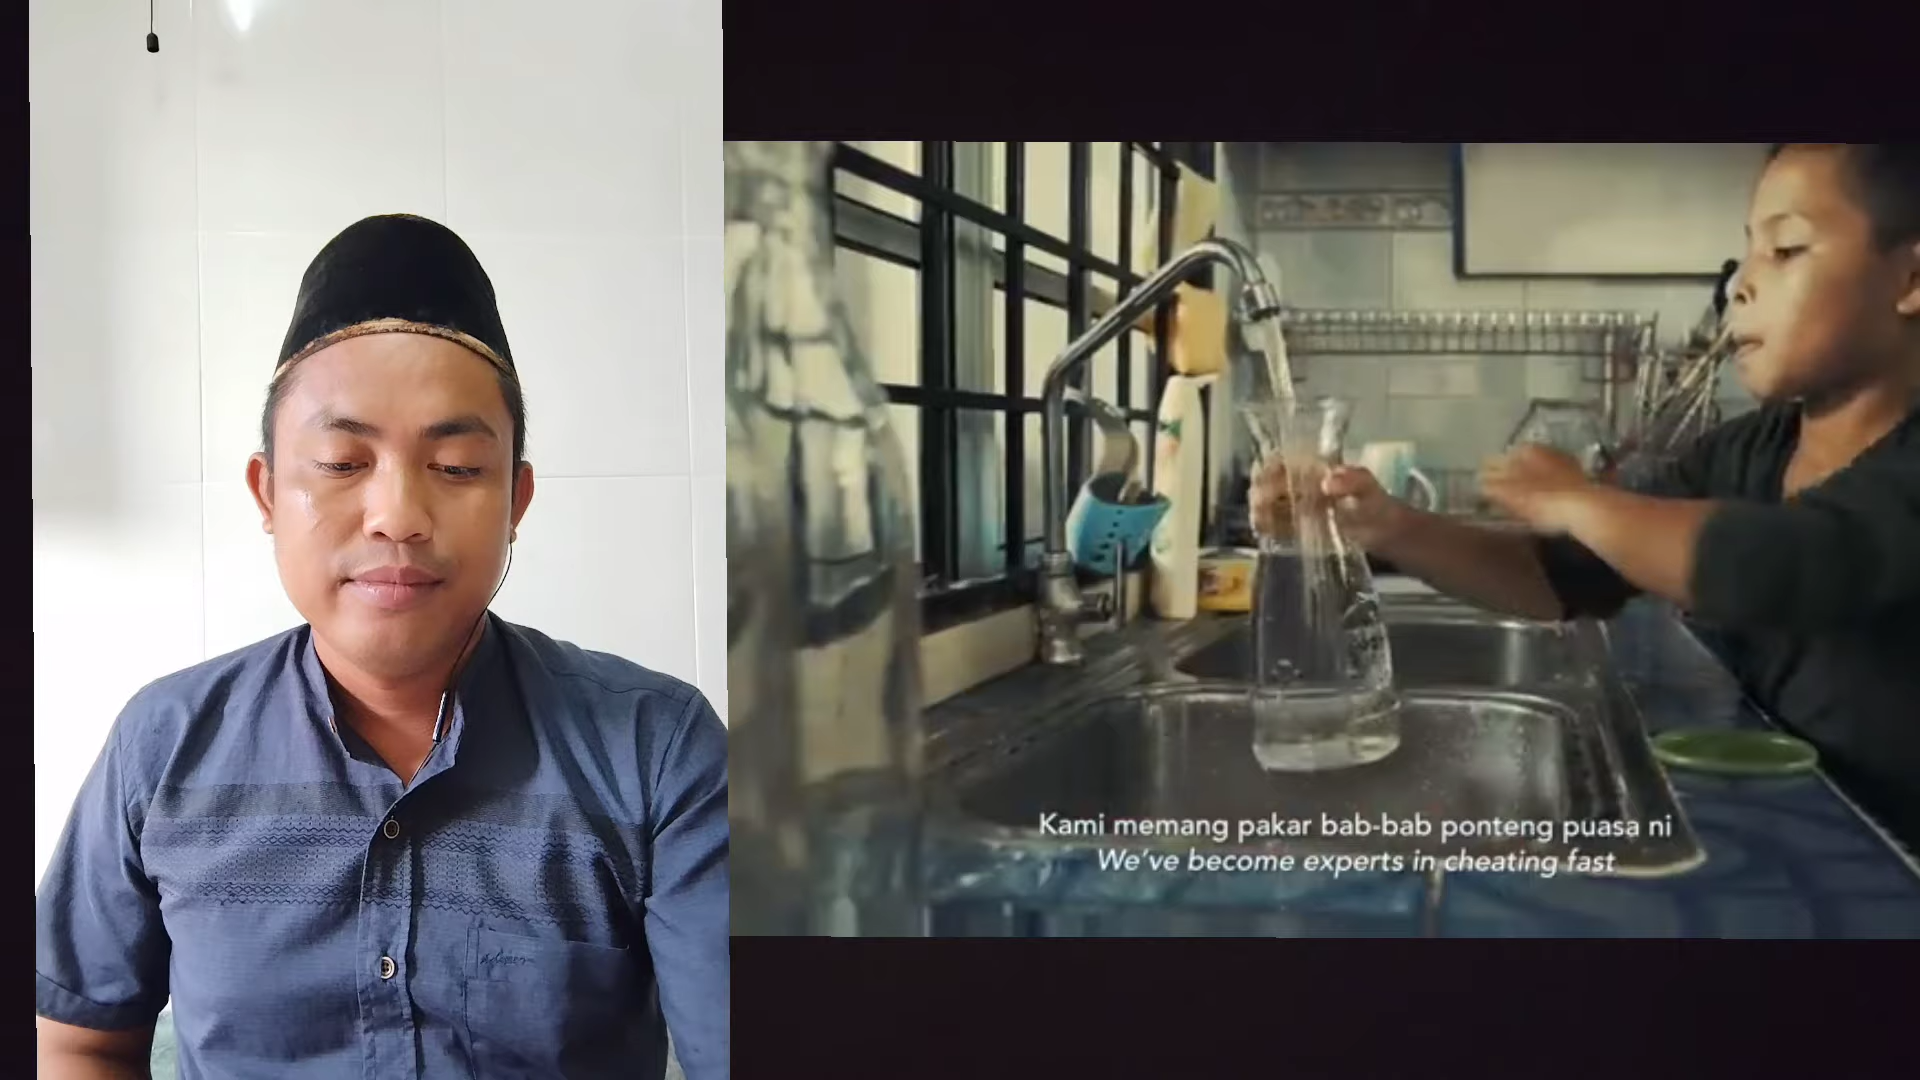 Kami memang pakar bab-bab ponteng puasa ni
We've become experts in cheating fast